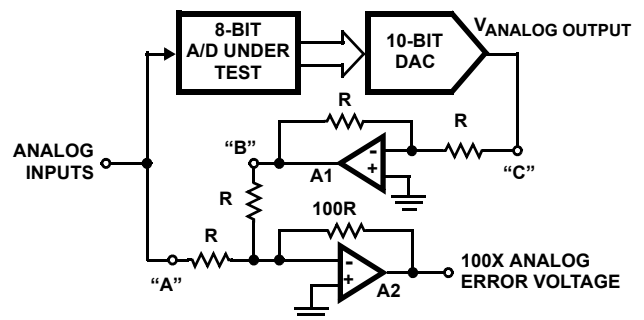 8-BIT
A/D UNDER
TEST
10-BIT
DAC
VANALOG OUTPUT
R
R
“B”
ANALOG
INPUTS
-
+
A1
“C”
R
100R
R
“A”
-
+
A2
100X ANALOG
ERROR VOLTAGE